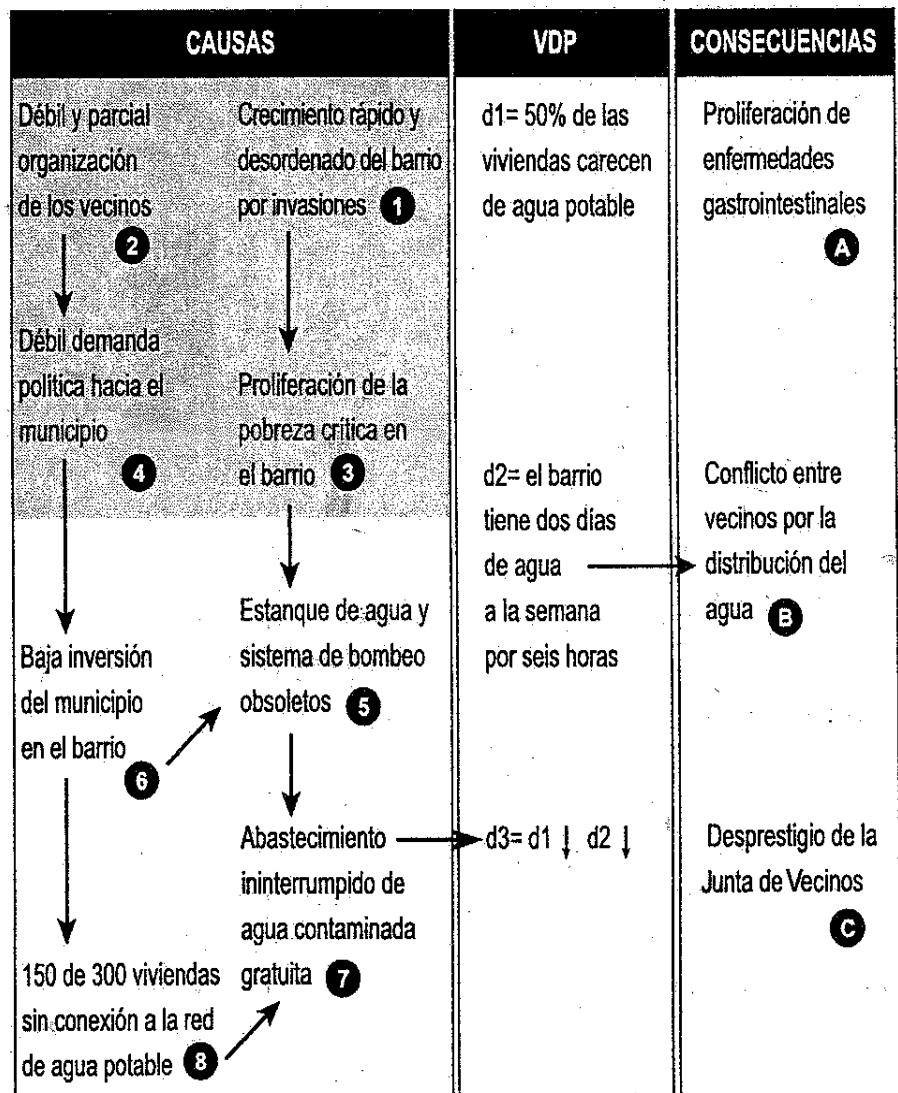 CAUSAS
VDP
CONSECUENCIAS
Débil y parcial
organización
de los vecinos
2
Crecimiento rápido y
desordenado del barrio
por invasiones 1
Débil demanda
política hacia el
municipio
4
Proliferación de la
pobreza crítica en
el barrio 3
Baja inversión
del municipio
en el barrio
6
Estanque de agua y
sistema de bombeo
obsoletos 5
Abastecimiento
ininterrumpido de
agua contaminada
gratuita 7
150 de 300 viviendas
sin conexión a la red
de agua potable 8
d1= 50% de las
viviendas carecen
de agua potable
d2= el barrio
tiene dos días
de agua
a la semana
por seis horas
d3= d1 ↓ d2 ↓
Proliferación de
enfermedades
gastrointestinales
A
Conflicto entre
vecinos por la
distribución del
agua B
Desprestigio de la
Junta de Vecinos
C